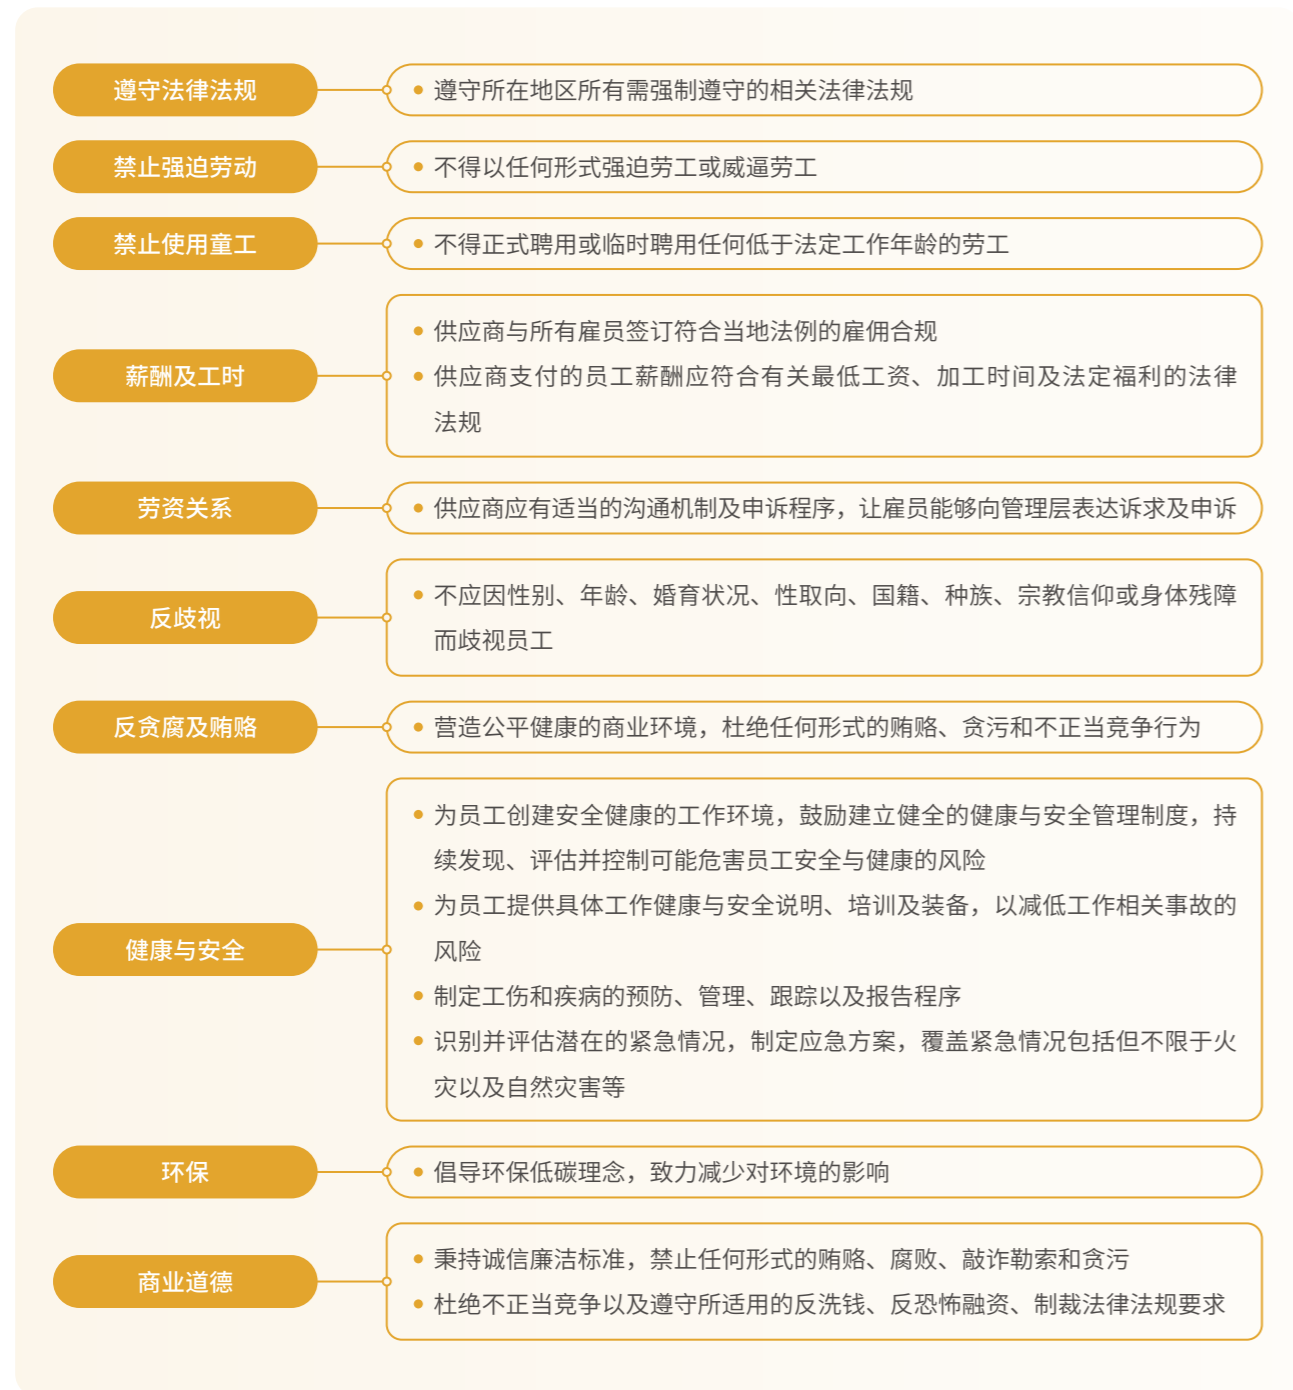 遵守法律法规
遵守所在地区所有需强制遵守的相关法律法规
禁止强迫劳动
不得以任何形式强迫劳工或威逼劳工
禁止使用童工
不得正式聘用或临时聘用任何低于法定工作年龄的劳工
薪酬及工时
供应商与所有雇员签订符合当地法例的雇佣合规
供应商支付的员工薪酬应符合有关最低工资、加工时间及法定福利的法律
法规
劳资关系
供应商应有适当的沟通机制及申诉程序，让雇员能够向管理层表达诉求及申诉
反歧视
不应因性别、年龄、婚育状况、性取向、国籍、种族、宗教信仰或身体残障
而歧视员工
反贪腐及贿赂
营造公平健康的商业环境，杜绝任何形式的贿赂、贪污和不正当竞争行为
健康与安全
为员工创建安全健康的工作环境，鼓励建立健全的健康与安全管理制度，持
续发现、评估并控制可能危害员工安全与健康的风险
为员工提供具体工作健康与安全说明、培训及装备，以减低工作相关事故的
风险
制定工伤和疾病的预防、管理、跟踪以及报告程序
识别并评估潜在的紧急情况，制定应急方案，覆盖紧急情况包括但不限于火
灾以及自然灾害等
环保
倡导环保低碳理念，致力减少对环境的影响
商业道德
秉持诚信廉洁标准，禁止任何形式的贿赂、腐败、敲诈勒索和贪污
杜绝不正当竞争以及遵守所适用的反洗钱、反恐怖融资、制裁法律法规要求